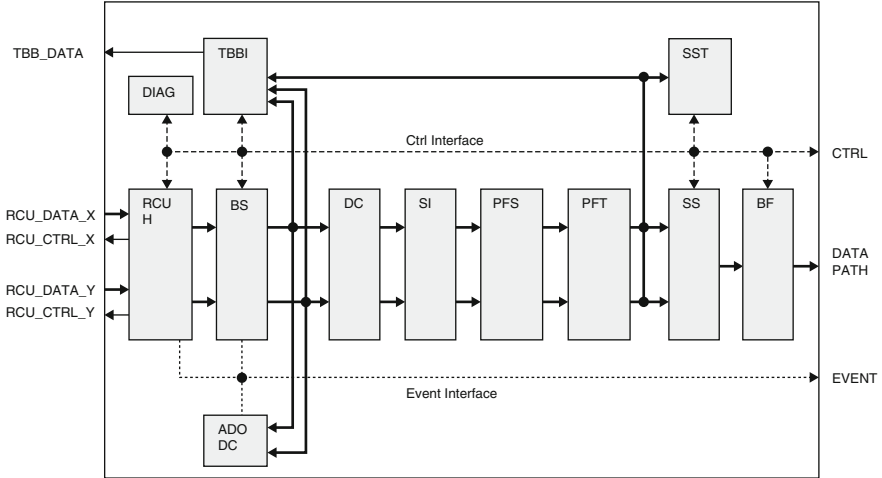 TBB_DATA
TBBI
SST
DIAG
Ctrl Interface
CTRL
RCU
H
BS
DC
SI
PFS
PFT
SS
BF
RCU_DATA_X
RCU_CTRL_X
DATA
PATH
RCU_DATA_Y
RCU_CTRL_Y
EVENT
Event Interface
ADO
DC